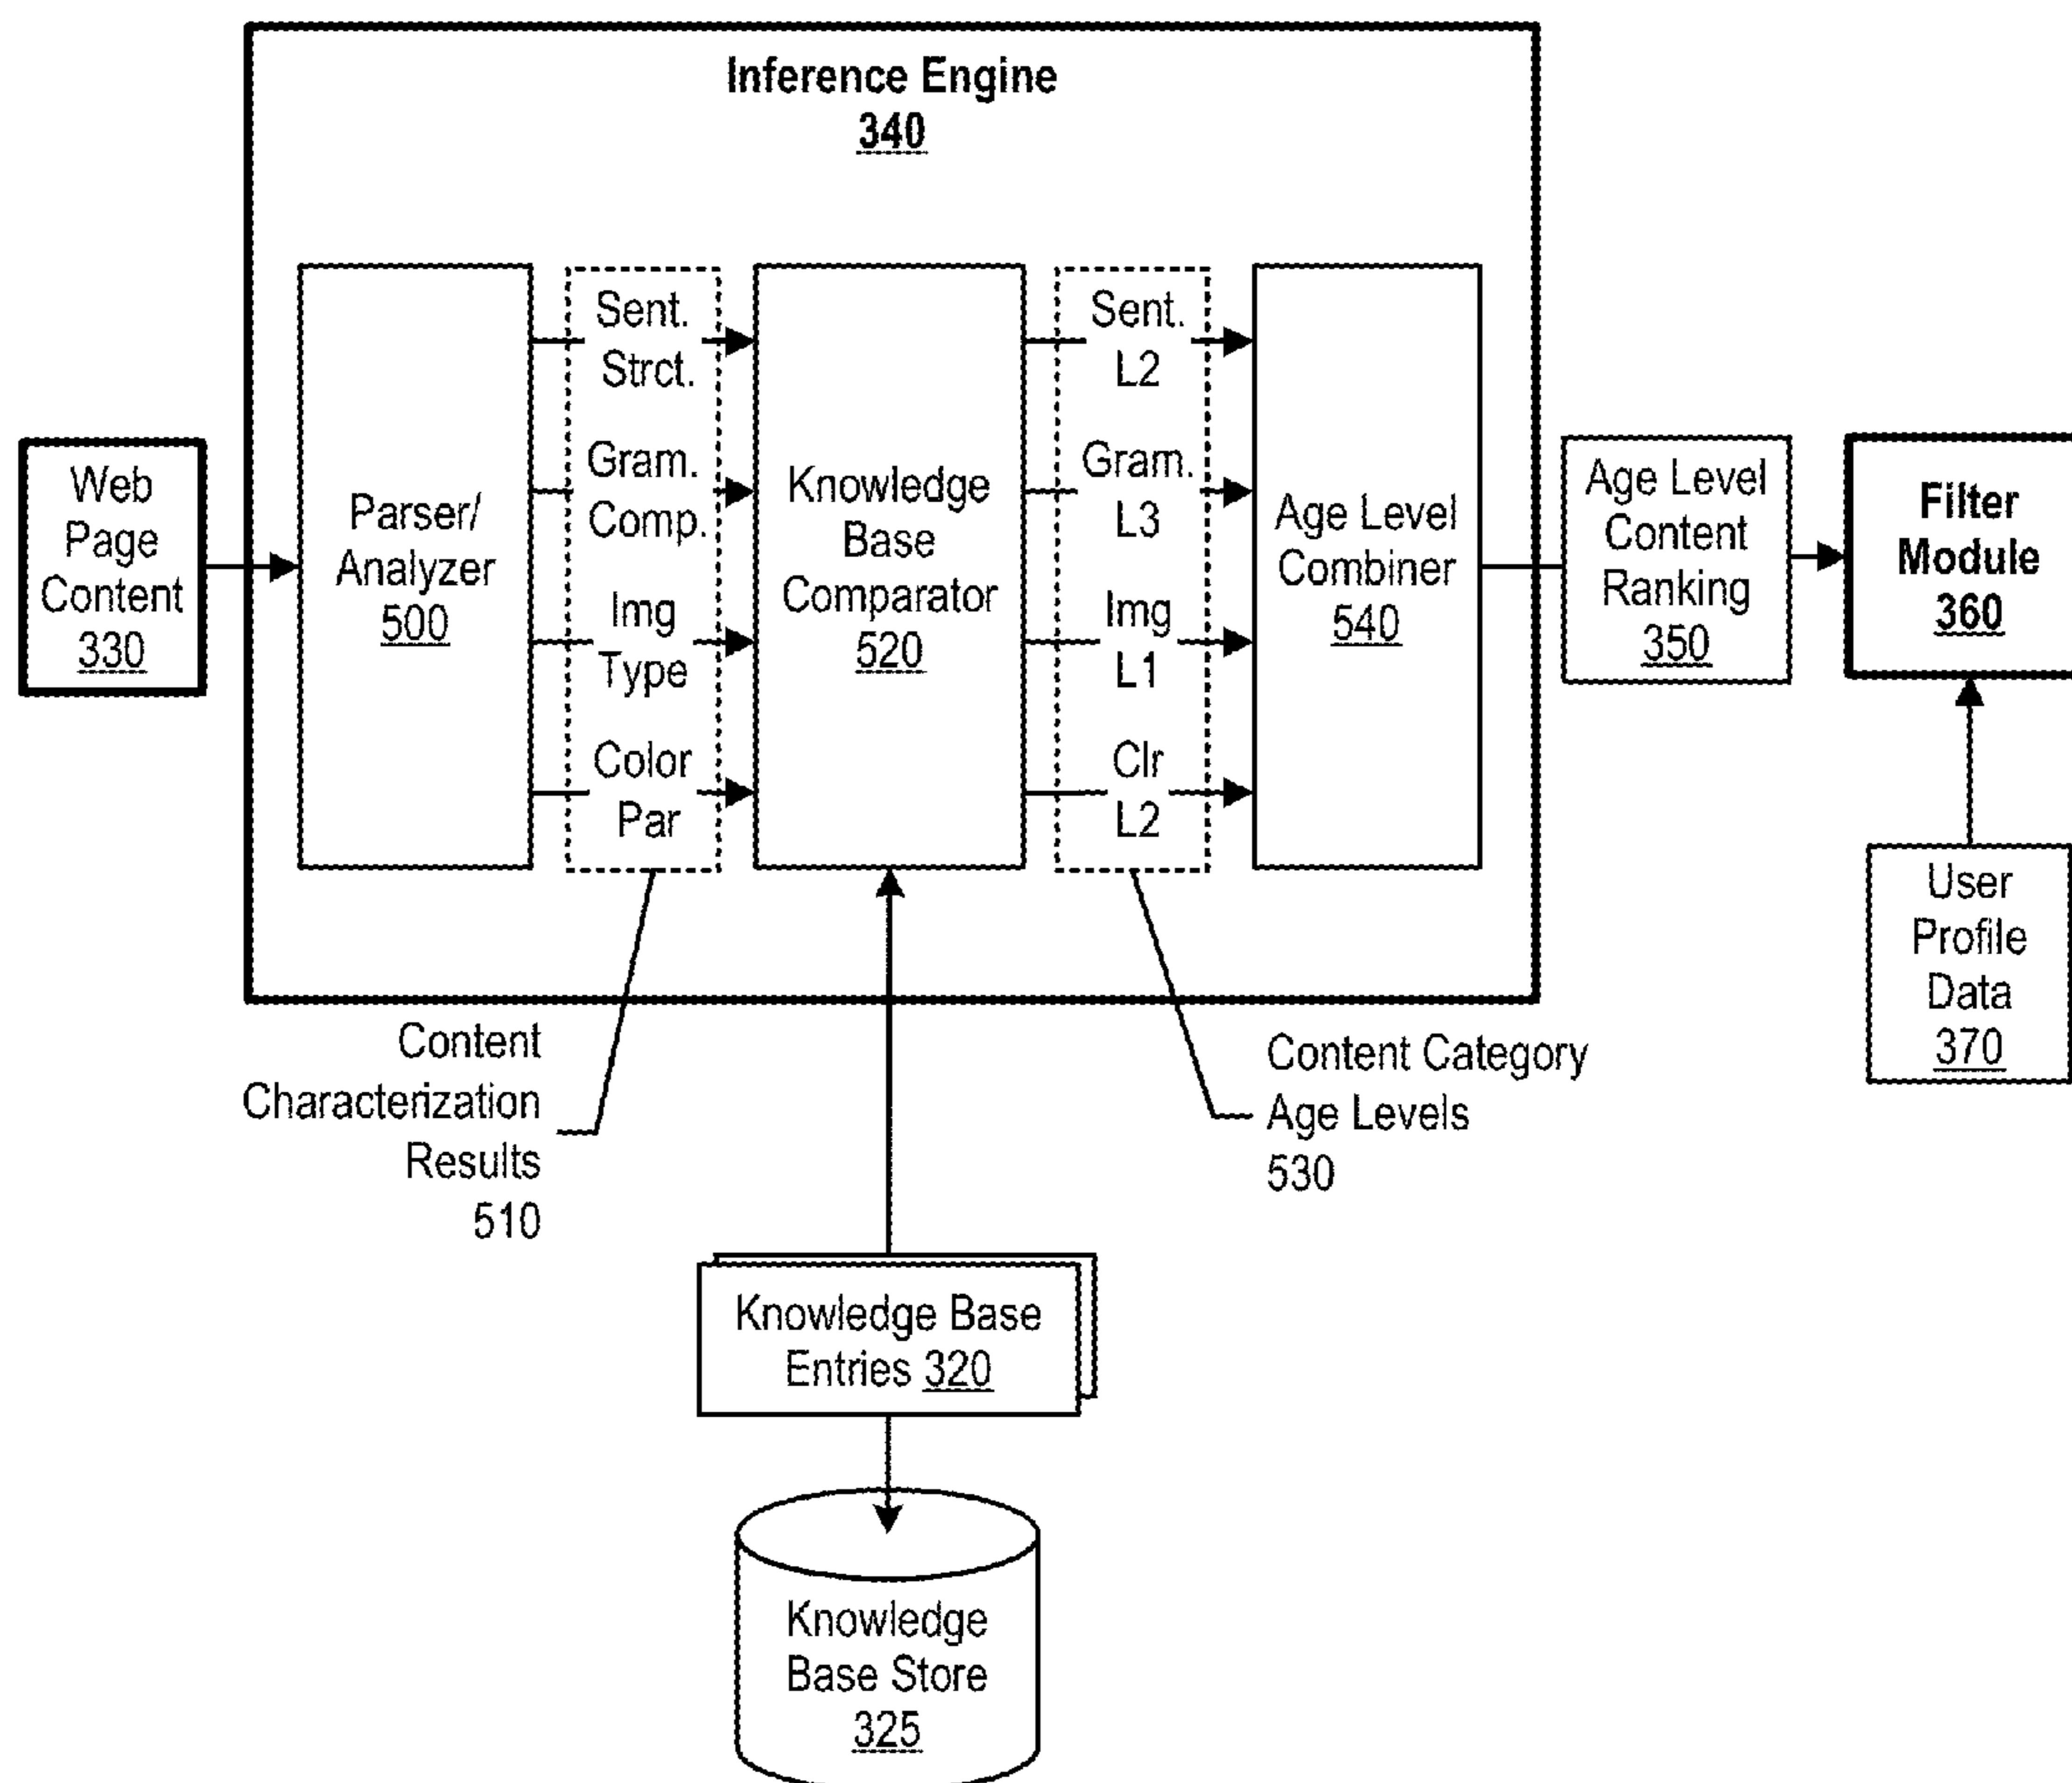 Inference Engine
340
Web
Page
Content
330
Parser/
Analyzer
500
Sent.
Strct.
Gram.
Comp.
Img
Type
Color
Par
Knowledge
Base
Comparator
520
Sent.
L2
Gram.
L3
Img
L1
Clr
L2
Age Level
Combiner
540
Age Level
Content
Ranking
350
Filter
Module
360
User
Profile
Data
370
Content
Characterization
Results
510
Content Category
Age Levels
530
Knowledge Base
Entries 320
Knowledge
Base Store
325